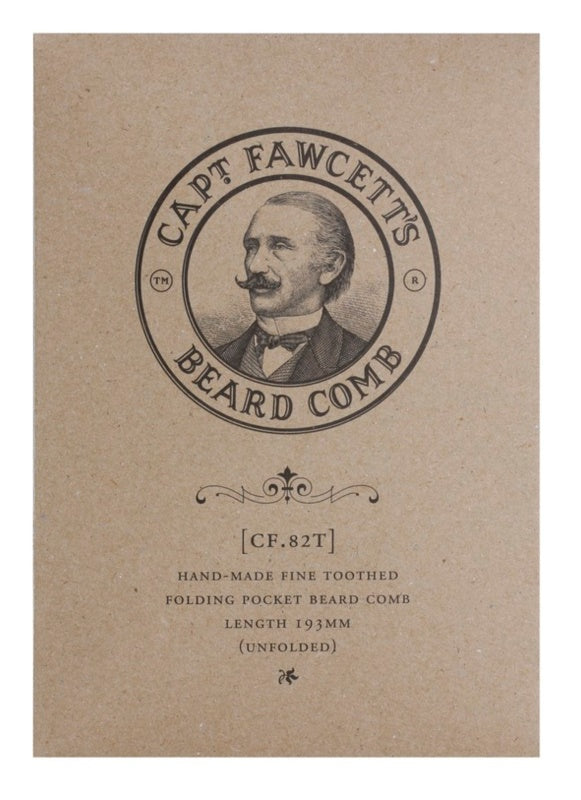 CAPT. FAWCETT'S
TM
R
BEARD COMB
[CF.82T]
HAND-MADE FINE TOOTHED
FOLDING POCKET BEARD COMB
LENGTH 193MM
(UNFOLDED)